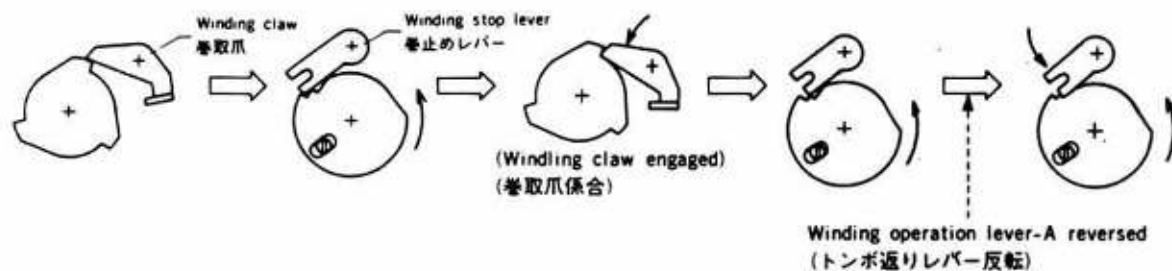 Winding claw
巻取爪
Winding stop lever
巻止めレバー
(Windling claw engaged)
(巻取爪係合)
Winding operation lever-A reversed
(トンボ返りレバー反転)